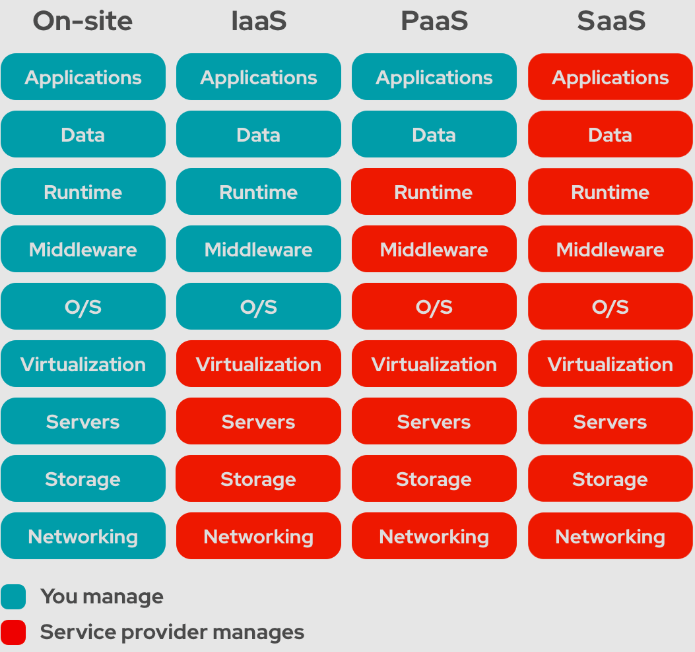 On-site IaaS PaaS SaaS
Applications Applications Applications Applications
Data Data Data Data
Runtime Runtime Runtime Runtime
Middleware Middleware Middleware Middleware
O/S O/S O/S O/S
Virtualization Virtualization Virtualization Virtualization
Servers Servers Servers Servers
Storage Storage Storage Storage
Networking Networking Networking Networking
You manage
Service provider manages